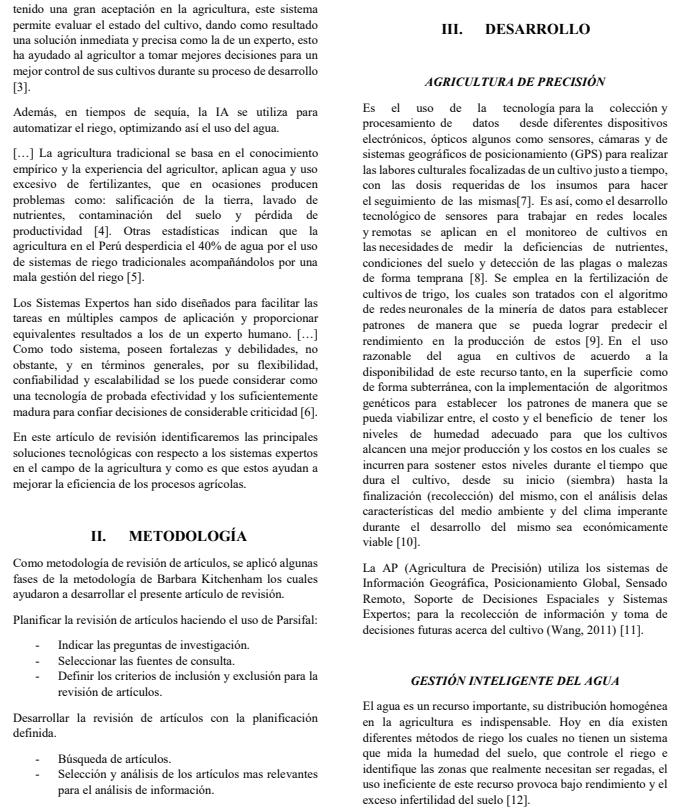 tenido una gran aceptación en la agricultura, este sistema
permite evaluar el estado del cultivo, dando como resultado
una solución inmediata y precisa como la de un experto, esto
ha ayudado al agricultor a tomar mejores decisiones para un
mejor control de sus cultivos durante su proceso de desarrollo
[3].
Además, en tiempos de sequía, la IA se utiliza para
automatizar el riego, optimizando así el uso del agua.
[…] La agricultura tradicional se basa en el conocimiento
empírico y la experiencia del agricultor, aplican agua y uso
excesivo de fertilizantes, que en ocasiones producen
problemas como: salificación de la tierra, lavado de
nutrientes, contaminación del suelo y pérdida de
productividad [4]. Otras estadísticas indican que la
agricultura en el Perú desperdicia el 40% de agua por el uso
de sistemas de riego tradicionales acompañándolos por una
mala gestión del riego [5].
Los Sistemas Expertos han sido diseñados para facilitar las
tareas en múltiples campos de aplicación y proporcionar
equivalentes resultados a los de un experto humano. […]
Como todo sistema, poseen fortalezas y debilidades, no
obstante, y en términos generales, por su flexibilidad,
confiabilidad y escalabilidad se los puede considerar como
una tecnología de probada efectividad y los suficientemente
madura para confiar decisiones de considerable criticidad [6].
En este artículo de revisión identificaremos las principales
soluciones tecnológicas con respecto a los sistemas expertos
en el campo de la agricultura y como es que estos ayudan a
mejorar la eficiencia de los procesos agrícolas.
II. METODOLOGÍA
Como metodología de revisión de artículos, se aplicó algunas
fases de la metodología de Barbara Kitchenham los cuales
ayudaron a desarrollar el presente artículo de revisión.
Planificar la revisión de artículos haciendo el uso de Parsifal:
- Indicar las preguntas de investigación.
- Seleccionar las fuentes de consulta.
- Definir los criterios de inclusión y exclusión para la
revisión de artículos.
Desarrollar la revisión de artículos con la planificación
definida.
- Búsqueda de artículos.
- Selección y análisis de los artículos mas relevantes
para el análisis de información.
III. DESARROLLO
AGRICULTURA DE PRECISIÓN
Es el uso de la tecnología para la colección y
procesamiento de datos desde diferentes dispositivos
electrónicos, ópticos algunos como sensores, cámaras y de
sistemas geográficos de posicionamiento (GPS) para realizar
las labores culturales focalizadas de un cultivo justo a tiempo,
con las dosis requeridas de los insumos para hacer
el seguimiento de las mismas[7]. Es así, como el desarrollo
tecnológico de sensores para trabajar en redes locales
y remotas se aplican en el monitoreo de cultivos en
las necesidades de medir la deficiencias de nutrientes,
condiciones del suelo y detección de las plagas o malezas
de forma temprana [8]. Se emplea en la fertilización de
cultivos de trigo, los cuales son tratados con el algoritmo
de redes neuronales de la minería de datos para establecer
patrones de manera que se pueda lograr predecir el
rendimiento en la producción de estos [9]. En el uso
razonable del agua en cultivos de acuerdo a la
disponibilidad de este recurso tanto, en la superficie como
de forma subterránea, con la implementación de algoritmos
genéticos para establecer los patrones de manera que se
pueda viabilizar entre, el costo y el beneficio de tener los
niveles de humedad adecuado para que los cultivos
alcancen una mejor producción y los costos en los cuales se
incurren para sostener estos niveles durante el tiempo que
dura el cultivo, desde su inicio (siembra) hasta la
finalización (recolección) del mismo, con el análisis delas
características del medio ambiente y del clima imperante
durante el desarrollo del mismo sea económicamente
viable [10].
La AP (Agricultura de Precisión) utiliza los sistemas de
Información Geográfica, Posicionamiento Global, Sensado
Remoto, Soporte de Decisiones Espaciales y Sistemas
Expertos; para la recolección de información y toma de
decisiones futuras acerca del cultivo (Wang, 2011) [11].
GESTIÓN INTELIGENTE DEL AGUA
El agua es un recurso importante, su distribución homogénea
en la agricultura es indispensable. Hoy en día existen
diferentes métodos de riego los cuales no tienen un sistema
que mida la humedad del suelo, que controle el riego e
identifique las zonas que realmente necesitan ser regadas, el
uso ineficiente de este recurso provoca bajo rendimiento y el
exceso infertilidad del suelo [12].